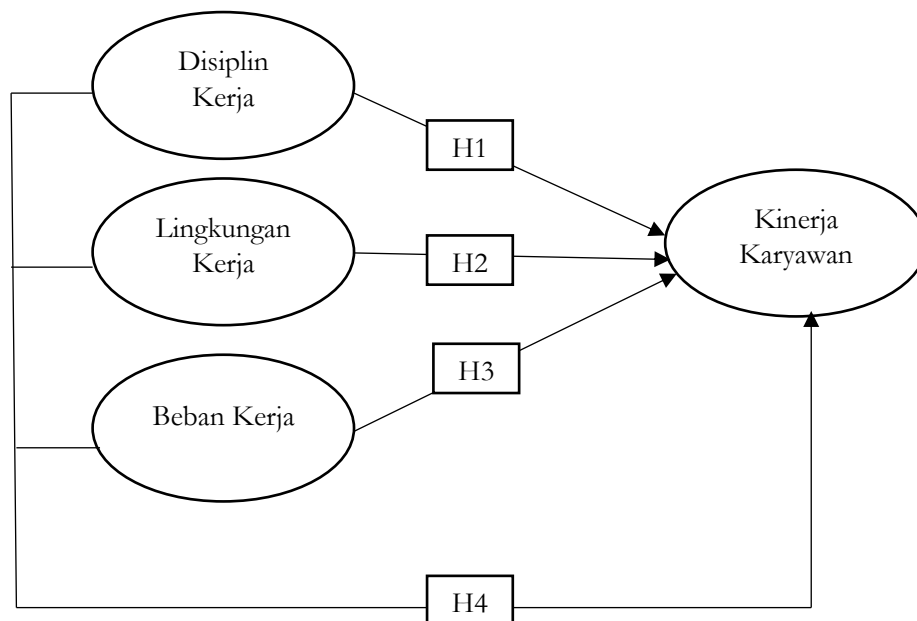 Disiplin
Kerja
H1
Lingkungan
Kerja
H2
Kinerja
Karyawan
Beban Kerja
H3
H4